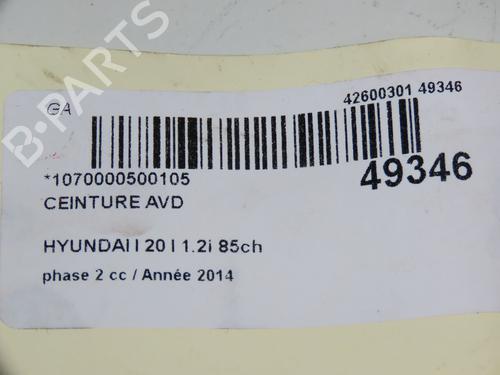 GA
42600301 49346
*1070000500105
49346
CEINTURE AVD
HYUNDAI I 20 I 1.2i 85ch
phase 2 cc / Année 2014
B-PARTS